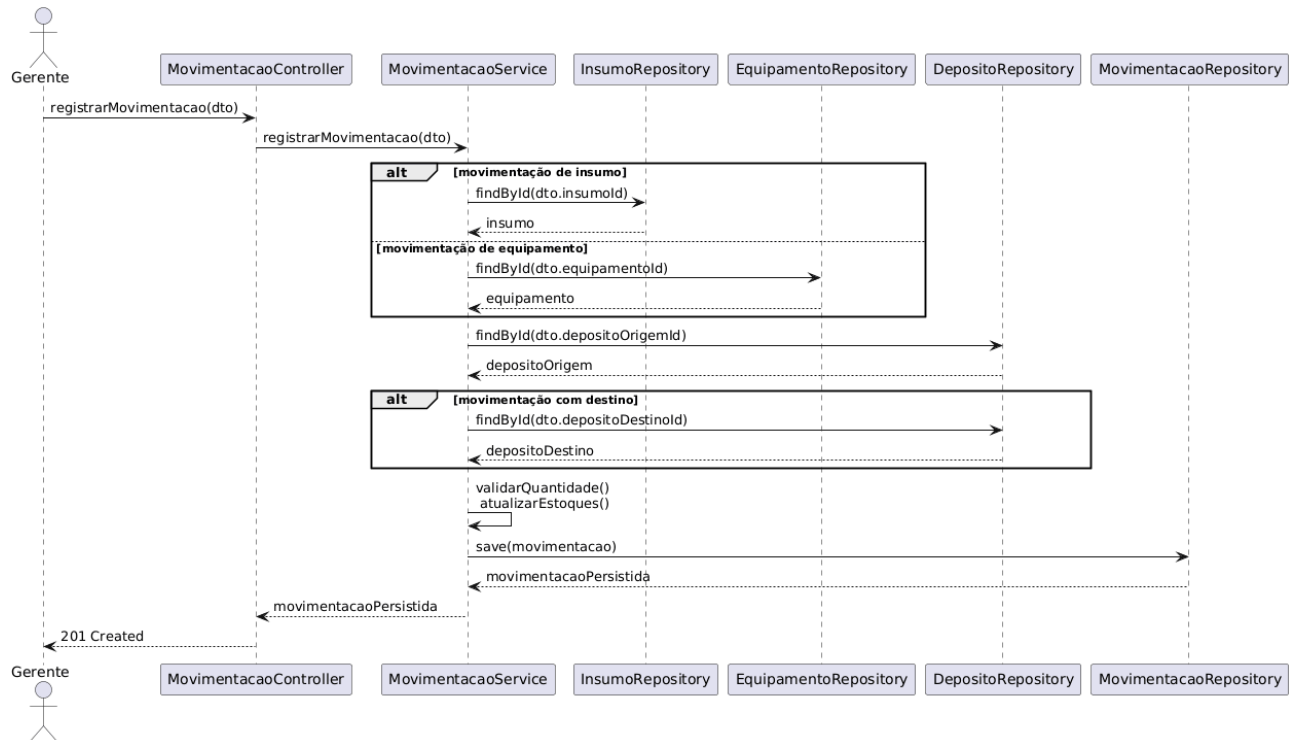 Gerente
MovimentacaoController
MovimentacaoService
InsumoRepository
EquipamentoRepository
DepositoRepository
MovimentacaoRepository
registrarMovimentacao(dto)
registrarMovimentacao(dto)
alt
[movimentação de insumo]
findById(dto.insumoId)
insumo
[movimentação de equipamento]
findById(dto.equipamentoId)
equipamento
findById(dto.depositoOrigemId)
depositoOrigem
alt
[movimentação com destino]
findById(dto.depositoDestinoId)
depositoDestino
validarQuantidade()
atualizarEstoques()
save(movimentacao)
movimentacaoPersistida
movimentacaoPersistida
201 Created
Gerente
MovimentacaoController
MovimentacaoService
InsumoRepository
EquipamentoRepository
DepositoRepository
MovimentacaoRepository